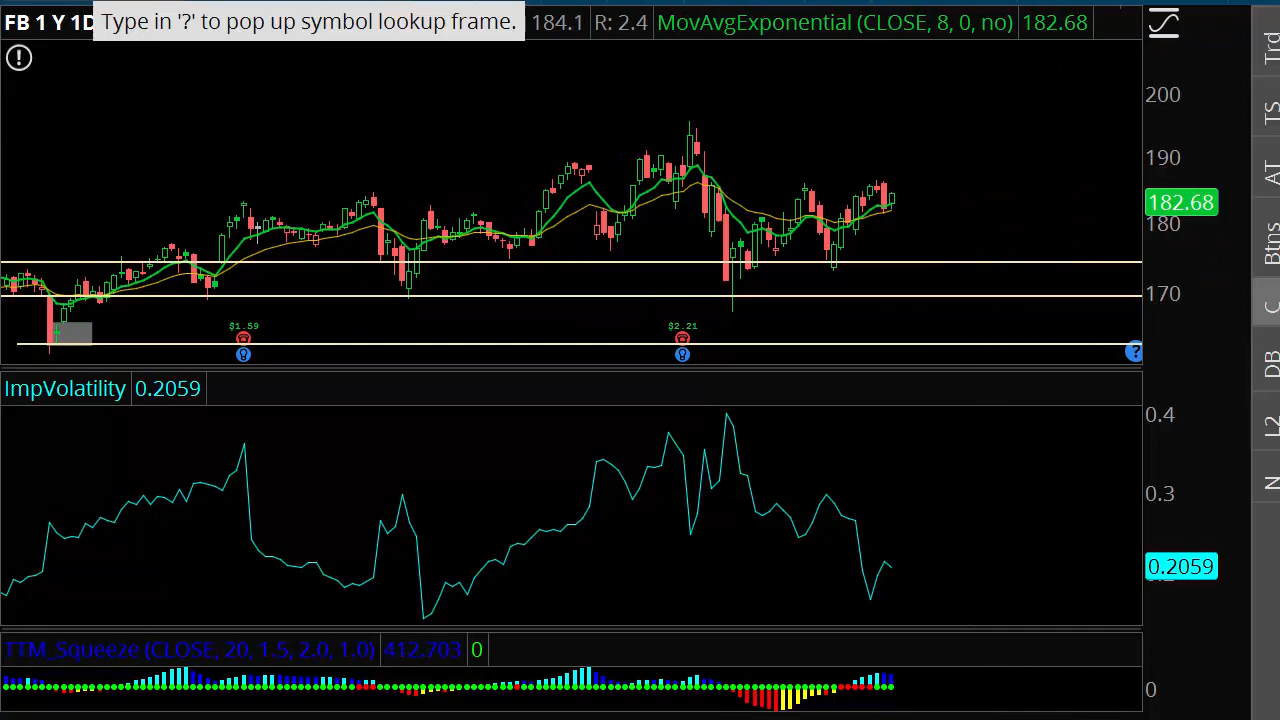 FB 1 Y 1D Type in '?' to pop up symbol lookup frame. 184.1 R: 2.4 MovAvgExponential (CLOSE, 8, 0, no) 182.68
200
190
182.68
180
170
$1.59
$2.21
?
ImpVolatility 0.2059
0.4
0.3
0.2059
TTM_Squeeze (CLOSE, 20, 1.5, 2.0, 1.0) 412.703 0
0
Trd
TS
AT
Btns
C
DB
L2
N